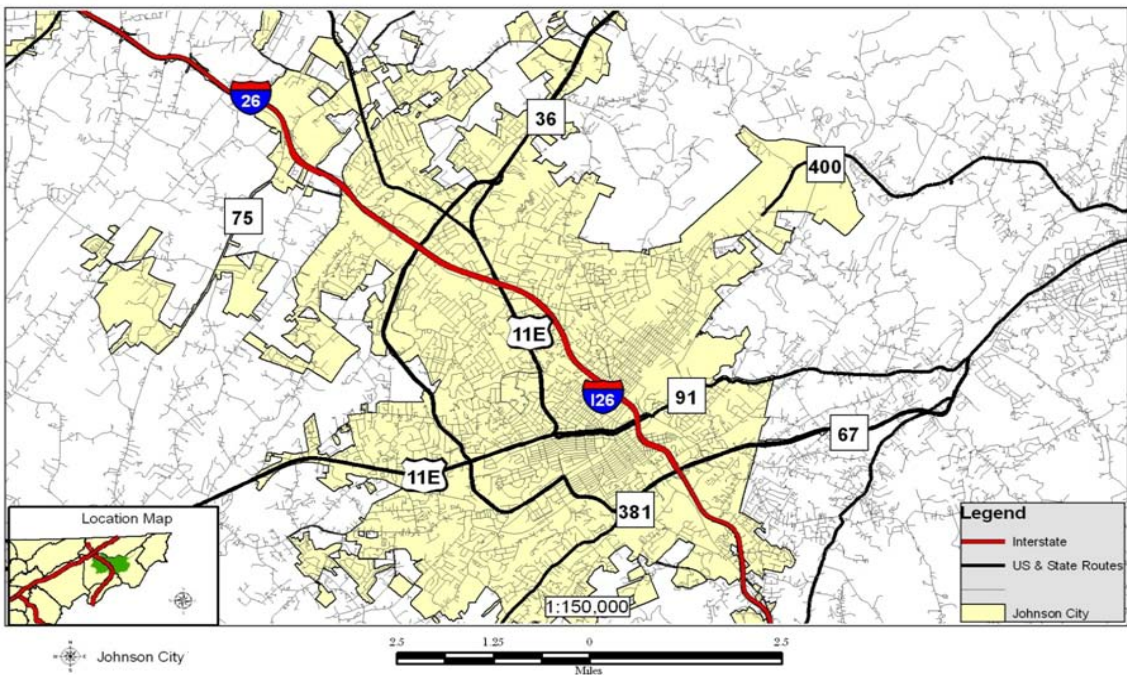 26
36
400
75
11E
I26
91
67
11E
381
Location Map
1:150,000
Legend
Interstate
US & State Routes
Johnson City
Johnson City
2.5 1.25 0 2.5
Miles